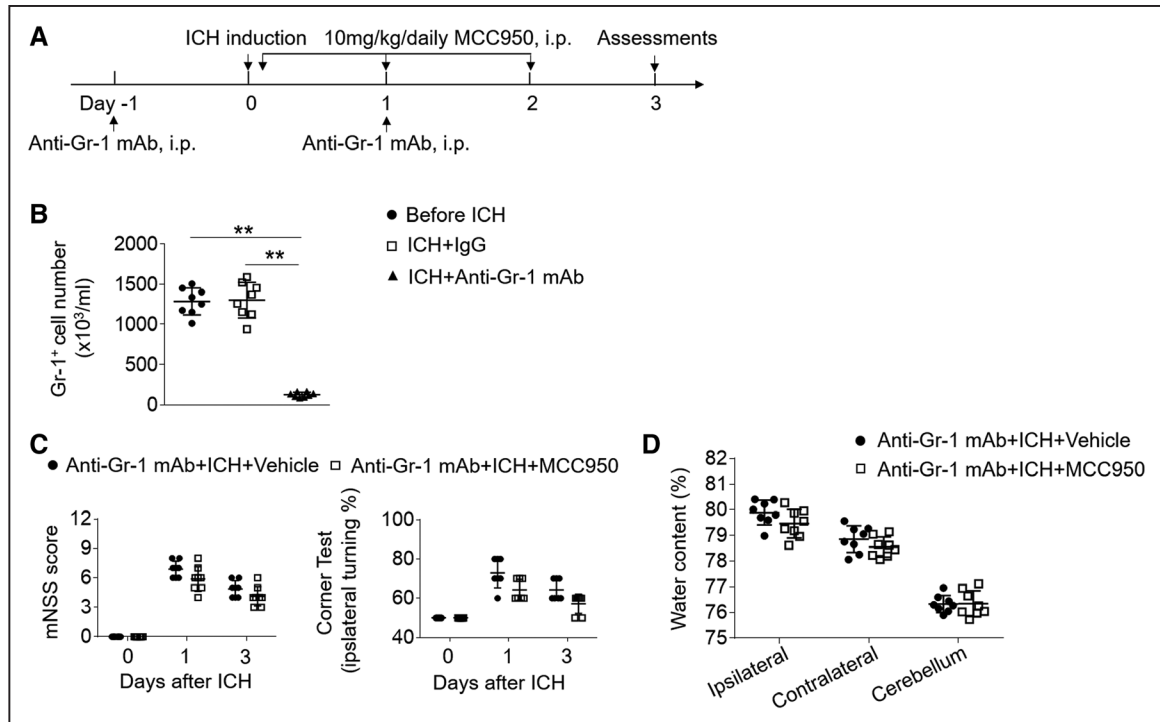 A
ICH induction 10mg/kg/daily MCC950, i.p. Assessments
Day -1 0 1 2 3
Anti-Gr-1 mAb, i.p. Anti-Gr-1 mAb, i.p.
B
Before ICH
ICH+IgG
ICH+Anti-Gr-1 mAb
** **
Gr-1⁺ cell number
(x10³/ml)
2000
1500
1000
500
0
C
Anti-Gr-1 mAb+ICH+Vehicle Anti-Gr-1 mAb+ICH+MCC950
mNSS score
12
9
6
3
0
0 1 3
Days after ICH
Corner Test
(ipslateral turning %)
100
80
60
40
0 1 3
Days after ICH
D
Anti-Gr-1 mAb+ICH+Vehicle
Anti-Gr-1 mAb+ICH+MCC950
Water content (%)
82
81
80
79
78
77
76
75
Ipsilateral
Contralateral
Cerebellum